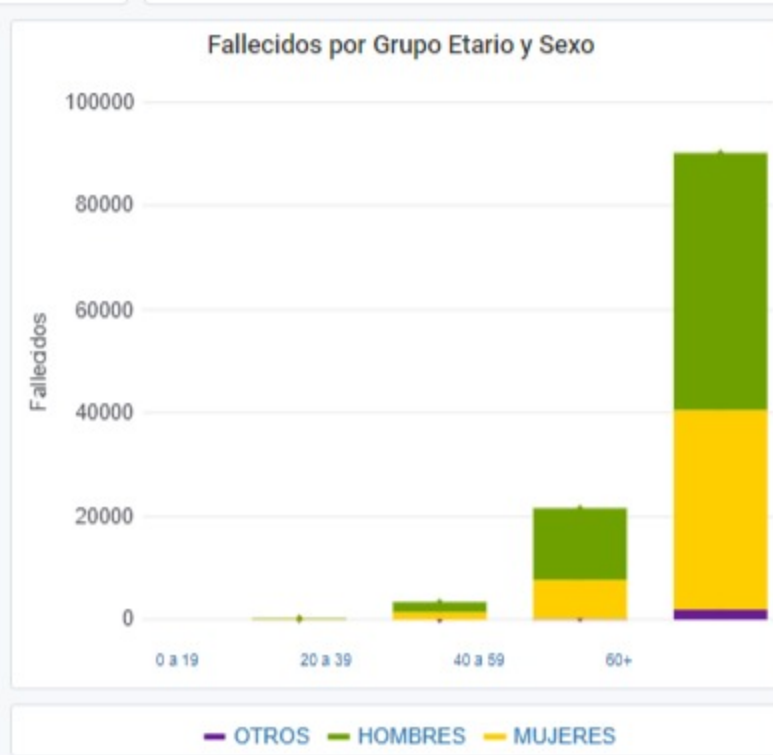 Fallecidos por Grupo Etario y Sexo
100000
80000
60000
40000
20000
0
Fallecidos
0 a 19 20 a 39 40 a 59 60+
OTROS HOMBRES MUJERES